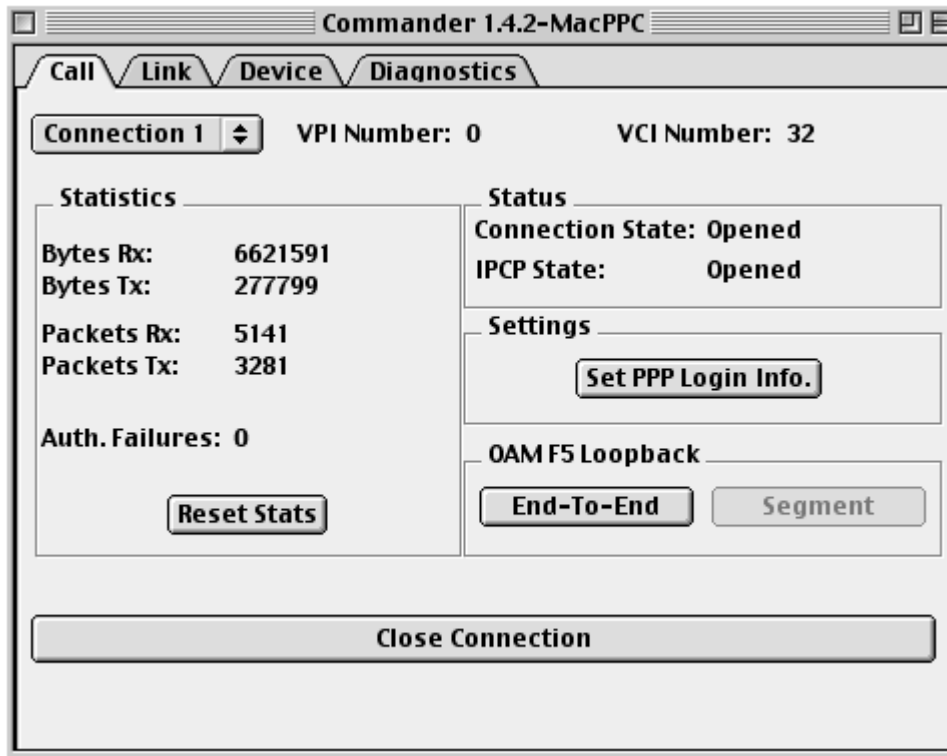 Commander 1.4.2-MacPPC
Call Link Device Diagnostics
Connection 1 VPI Number: 0 VCI Number: 32
Statistics
Bytes Rx: 6621591
Bytes Tx: 277799
Packets Rx: 5141
Packets Tx: 3281
Auth. Failures: 0
Reset Stats
Status
Connection State: Opened
IPCP State: Opened
Settings
Set PPP Login Info.
OAM F5 Loopback
End-To-End Segment
Close Connection